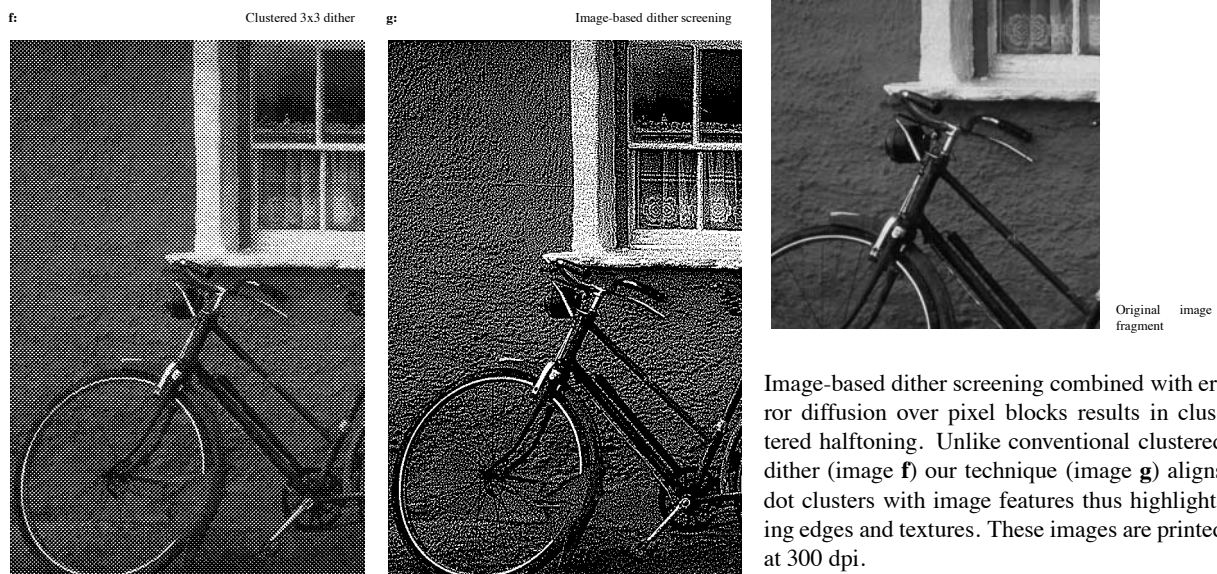 f:
Clustered 3x3 dither
g:
Image-based dither screening
Original image
fragment
Image-based dither screening combined with er
ror diffusion over pixel blocks results in clus
tered halftoning. Unlike conventional clustered
dither (image f) our technique (image g) aligns
dot clusters with image features thus highlight
ing edges and textures. These images are printed
at 300 dpi.